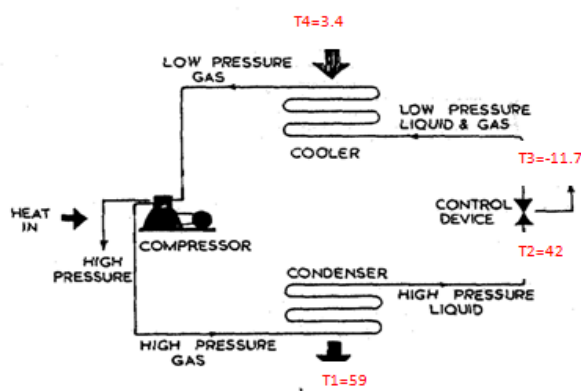 T4=3.4
LOW PRESSURE
GAS
LOW PRESSURE
LIQUID & GAS
COOLER
T3=-11.7
HEAT
IN
COMPRESSOR
CONTROL
DEVICE
HIGH
PRESSURE
T2=42
CONDENSER
HIGH PRESSURE
LIQUID
HIGH PRESSURE
GAS
T1=59